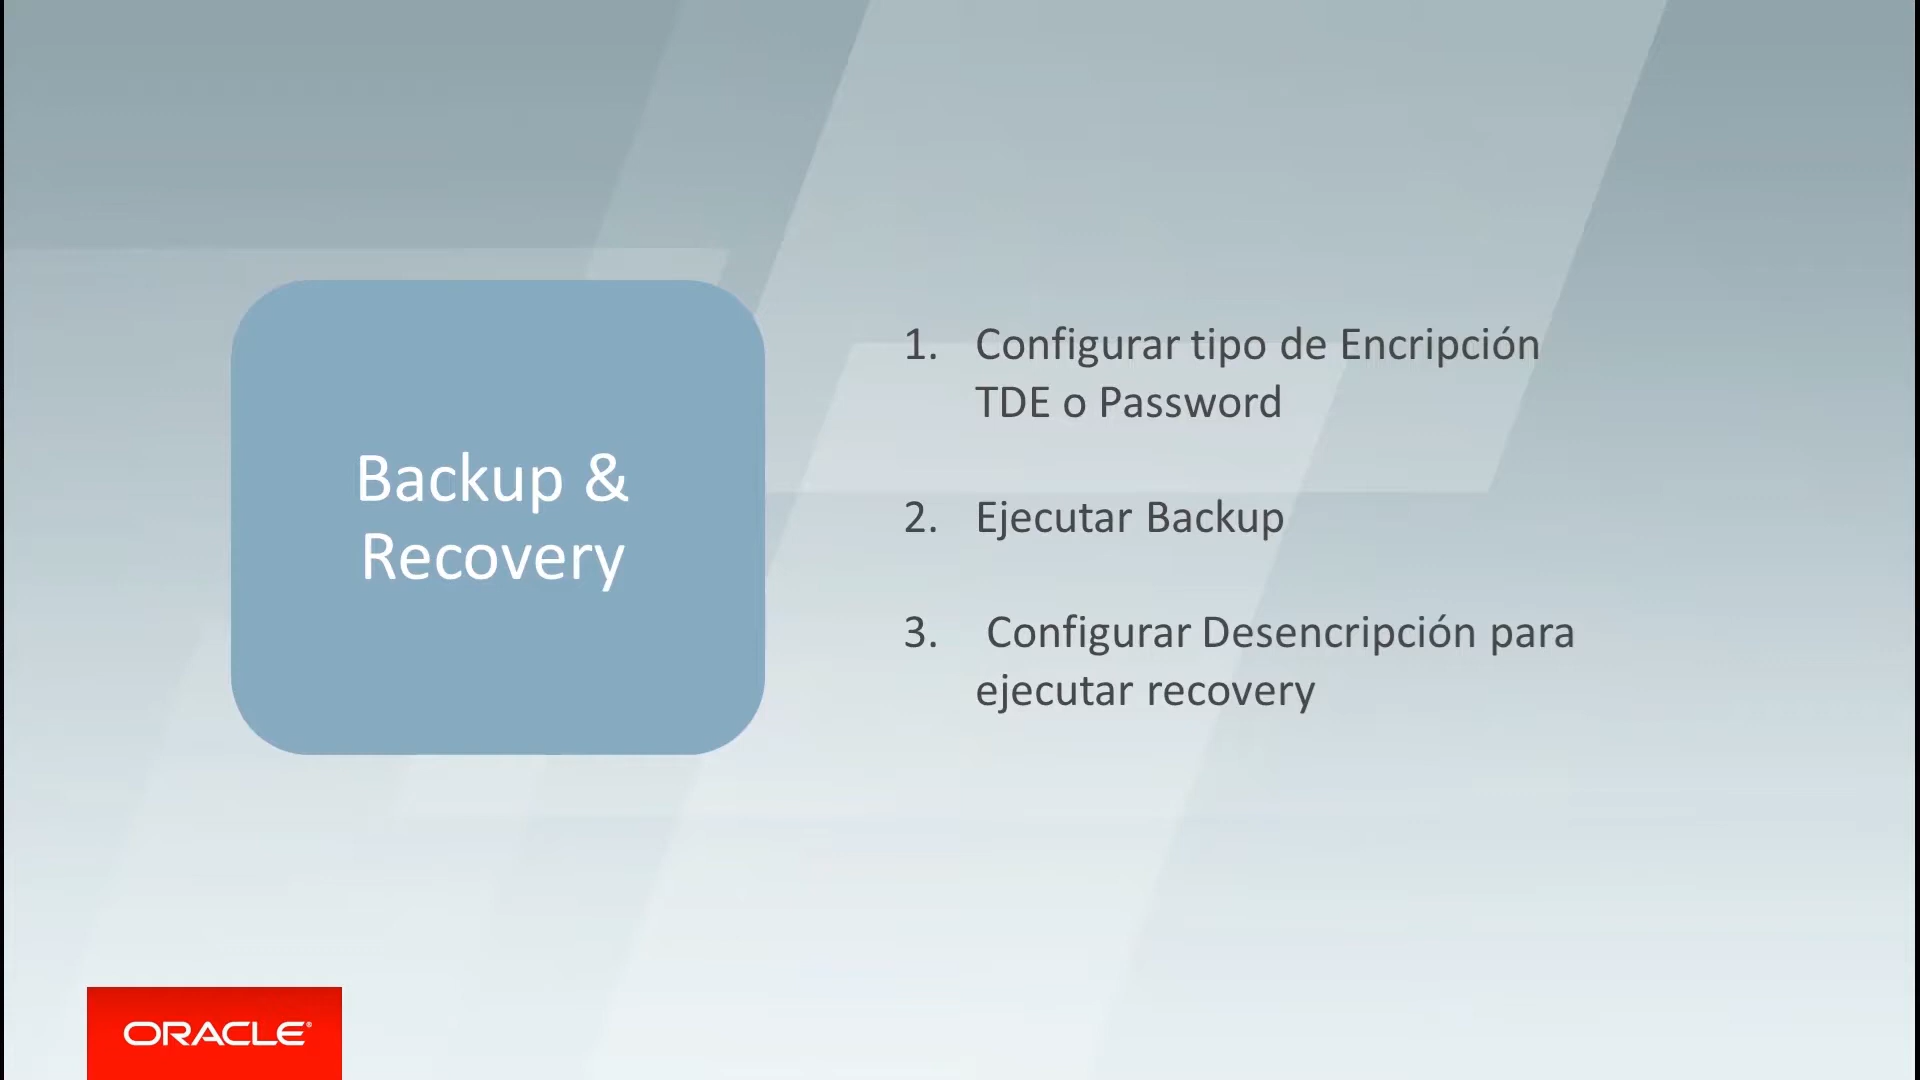 Backup &
Recovery
1. Configurar tipo de Encripción
TDE o Password
2. Ejecutar Backup
3. Configurar Desencripción para
ejecutar recovery
ORACLE®